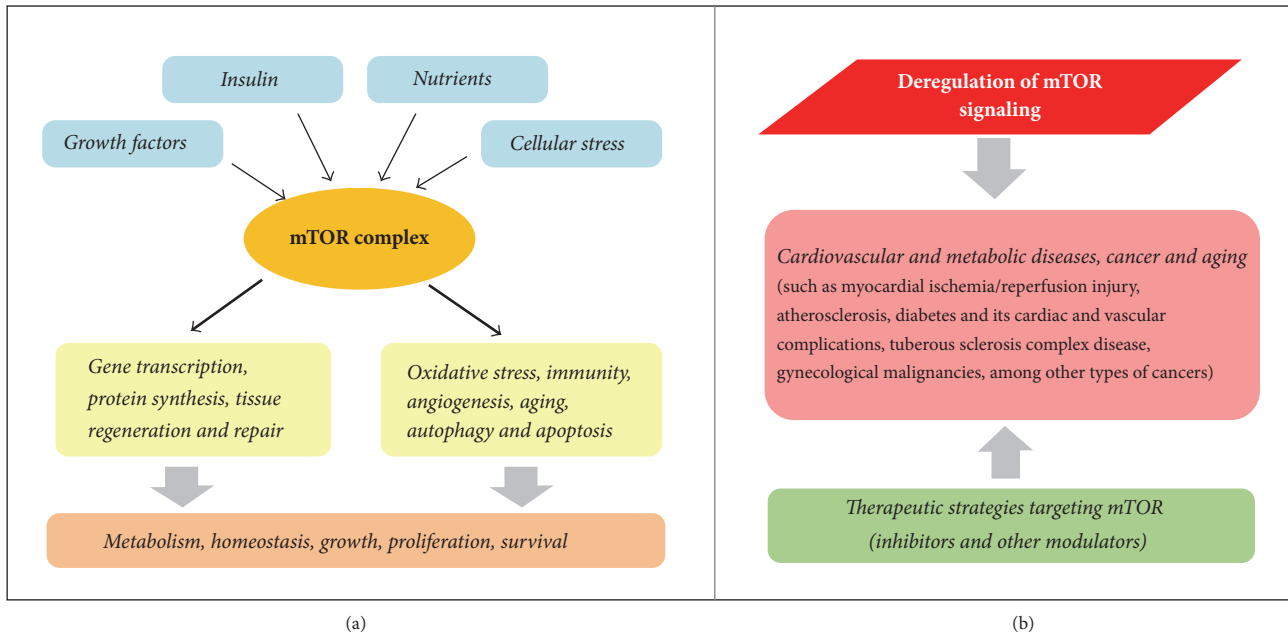 Insulin
Nutrients
Growth factors
Cellular stress
mTOR complex
Gene transcription,
protein synthesis, tissue
regeneration and repair
Oxidative stress, immunity,
angiogenesis, aging,
autophagy and apoptosis
Metabolism, homeostasis, growth, proliferation, survival
(a)
Deregulation of mTOR
signaling
Cardiovascular and metabolic diseases, cancer and aging
(such as myocardial ischemia/reperfusion injury,
atherosclerosis, diabetes and its cardiac and vascular
complications, tuberous sclerosis complex disease,
gynecological malignancies, among other types of cancers)
Therapeutic strategies targeting mTOR
(inhibitors and other modulators)
(b)